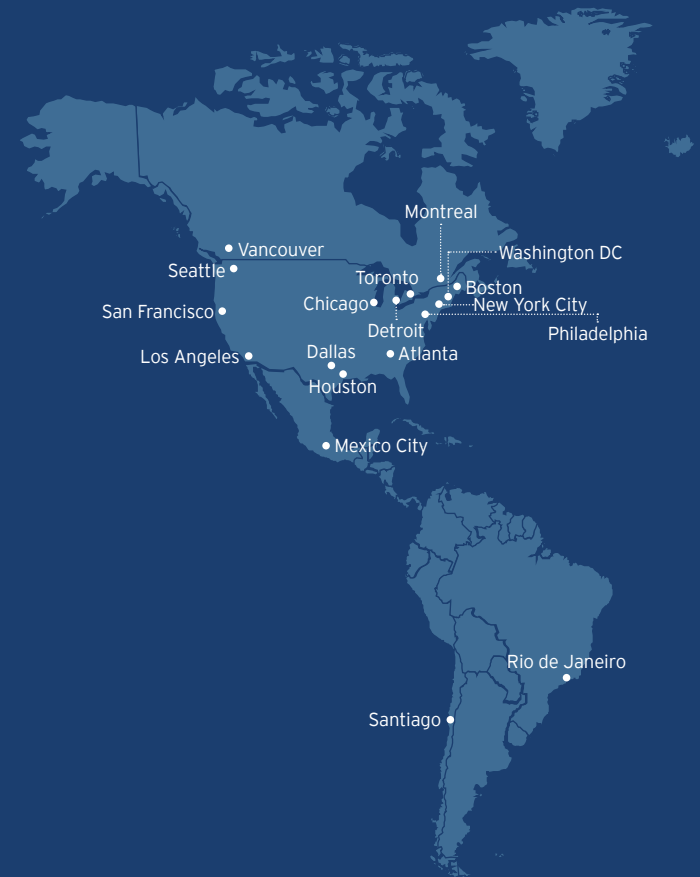 Montreal
Vancouver
Washington DC
Seattle
Toronto
Boston
Chicago
New York City
San Francisco
Detroit
Philadelphia
Dallas
Atlanta
Los Angeles
Houston
Mexico City
Rio de Janeiro
Santiago